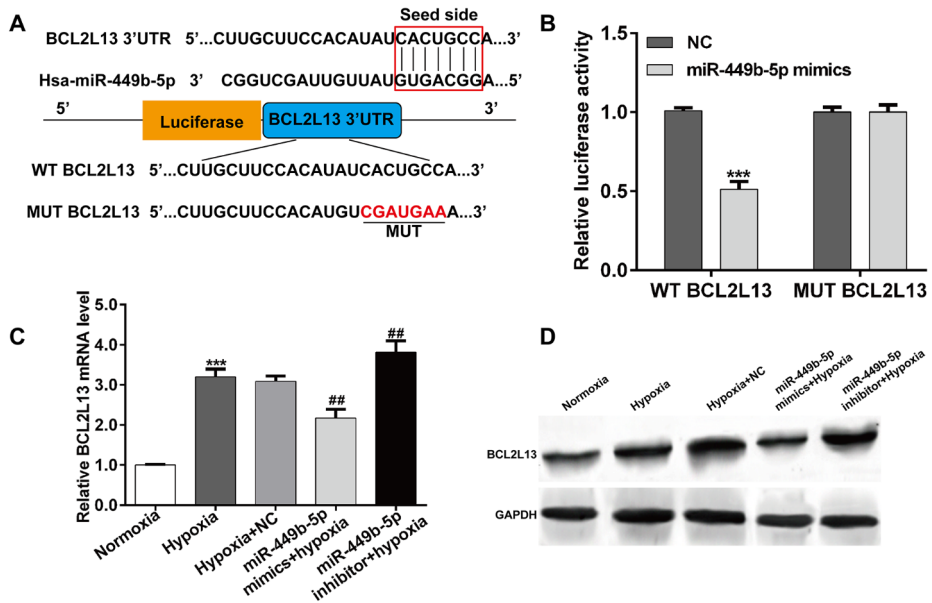 A
Seed side
BCL2L13 3’UTR 5’...CUUGCUUCCACAUAUCACUGCCA...3’
Hsa-miR-449b-5p 3’ CGGUCGAUUGUUAUGUGACGGA...5’
5’ Luciferase BCL2L13 3’UTR 3’
WT BCL2L13 5’...CUUGCUUCCACAUAUCACUGCCA...3’
MUT BCL2L13 5’...CUUGCUUCCACAUGUCGAUGAAA...3’
MUT
B
Relative luciferase activity
1.5
1.0
0.5
0.0
NC
miR-449b-5p mimics
***
WT BCL2L13 MUT BCL2L13
C
Relative BCL2L13 mRNA level
5.0
4.0
3.0
2.0
1.0
0.0
***
##
##
Normoxia
Hypoxia
Hypoxia+NC
miR-449b-5p
mimics+hypoxia
miR-449b-5p
inhibitor+hypoxia
D
Normoxia
Hypoxia
Hypoxia+NC
miR-449b-5p
mimics+Hypoxia
miR-449b-5p
inhibitor+Hypoxia
BCL2L13
GAPDH